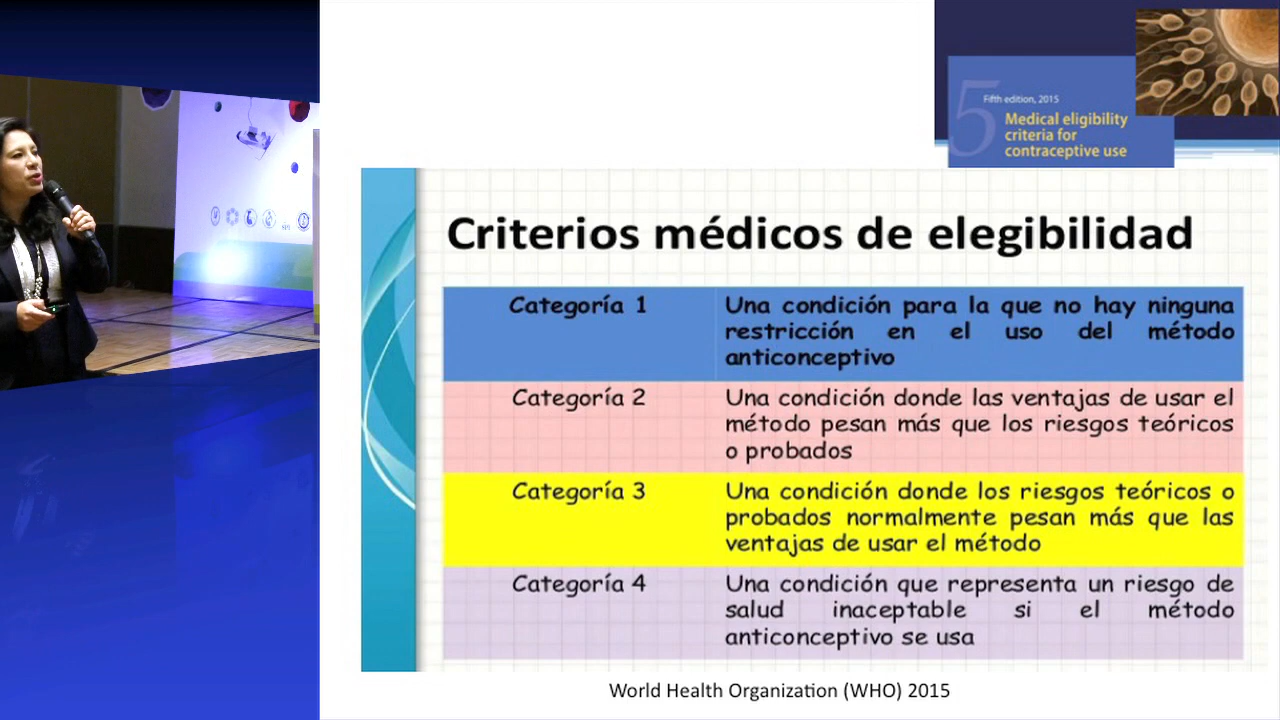 5
Fifth edition, 2015
Medical eligibility
criteria for
contraceptive use
Criterios médicos de elegibilidad
Categoría 1
Una condición para la que no hay ninguna
restricción en el uso del método
anticonceptivo
Categoría 2
Una condición donde las ventajas de usar el
método pesan más que los riesgos teóricos
o probados
Categoría 3
Una condición donde los riesgos teóricos o
probados normalmente pesan más que las
ventajas de usar el método
Categoría 4
Una condición que representa un riesgo de
salud inaceptable si el método
anticonceptivo se usa
World Health Organization (WHO) 2015